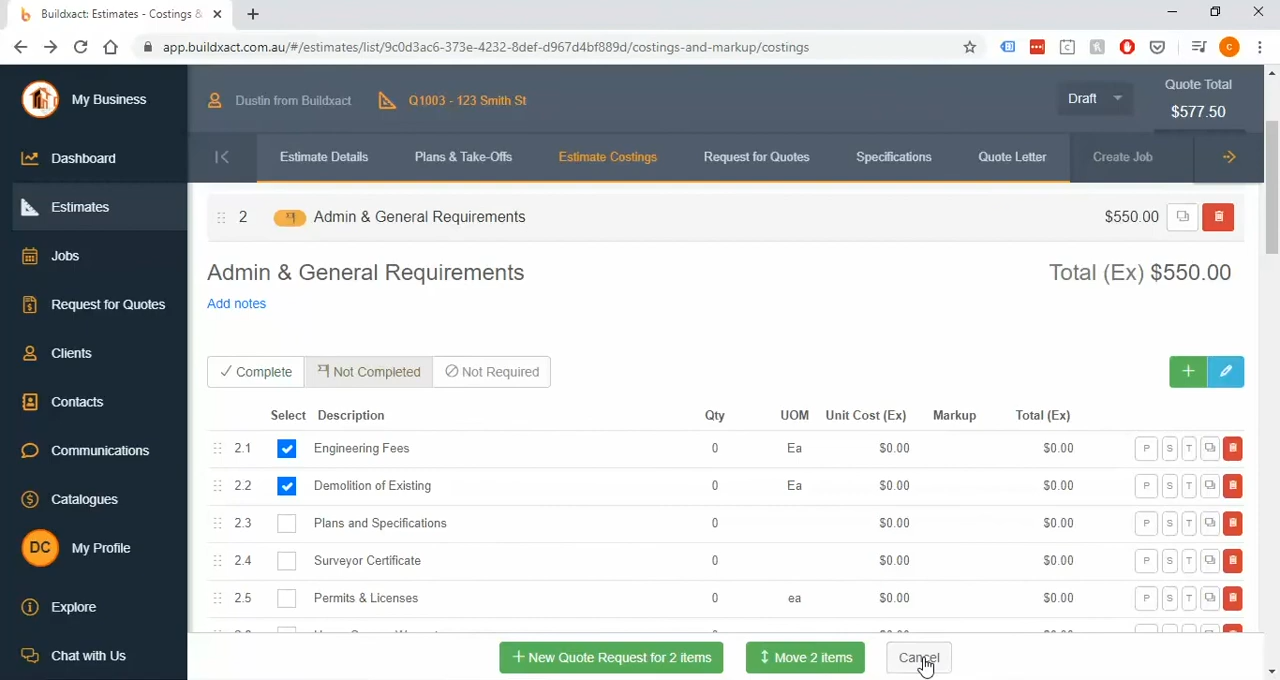 Buildxact: Estimates - Costings &
app.buildxact.com.au/#/estimates/list/9c0d3ac6-373e-4232-8def-d967d4bf889d/costings-and-markup/costings
C
My Business
Dustin from Buildxact
Q1003 - 123 Smith St
Draft
Quote Total
$577.50
Estimate Details
Plans & Take-Offs
Estimate Costings
Request for Quotes
Specifications
Quote Letter
Create Job
Dashboard
Estimates
Jobs
Request for Quotes
Clients
Contacts
Communications
Catalogues
DC My Profile
Explore
Chat with Us
2 Admin & General Requirements $550.00
Admin & General Requirements Total (Ex) $550.00
Add notes
Complete Not Completed Not Required
Select Description Qty UOM Unit Cost (Ex) Markup Total (Ex)
2.1 Engineering Fees 0 Ea $0.00 $0.00 P S T
2.2 Demolition of Existing 0 Ea $0.00 $0.00 P S T
2.3 Plans and Specifications 0 $0.00 $0.00 P S T
2.4 Surveyor Certificate 0 $0.00 $0.00 P S T
2.5 Permits & Licenses 0 ea $0.00 $0.00 P S T
+ New Quote Request for 2 items
Move 2 items
Cancel